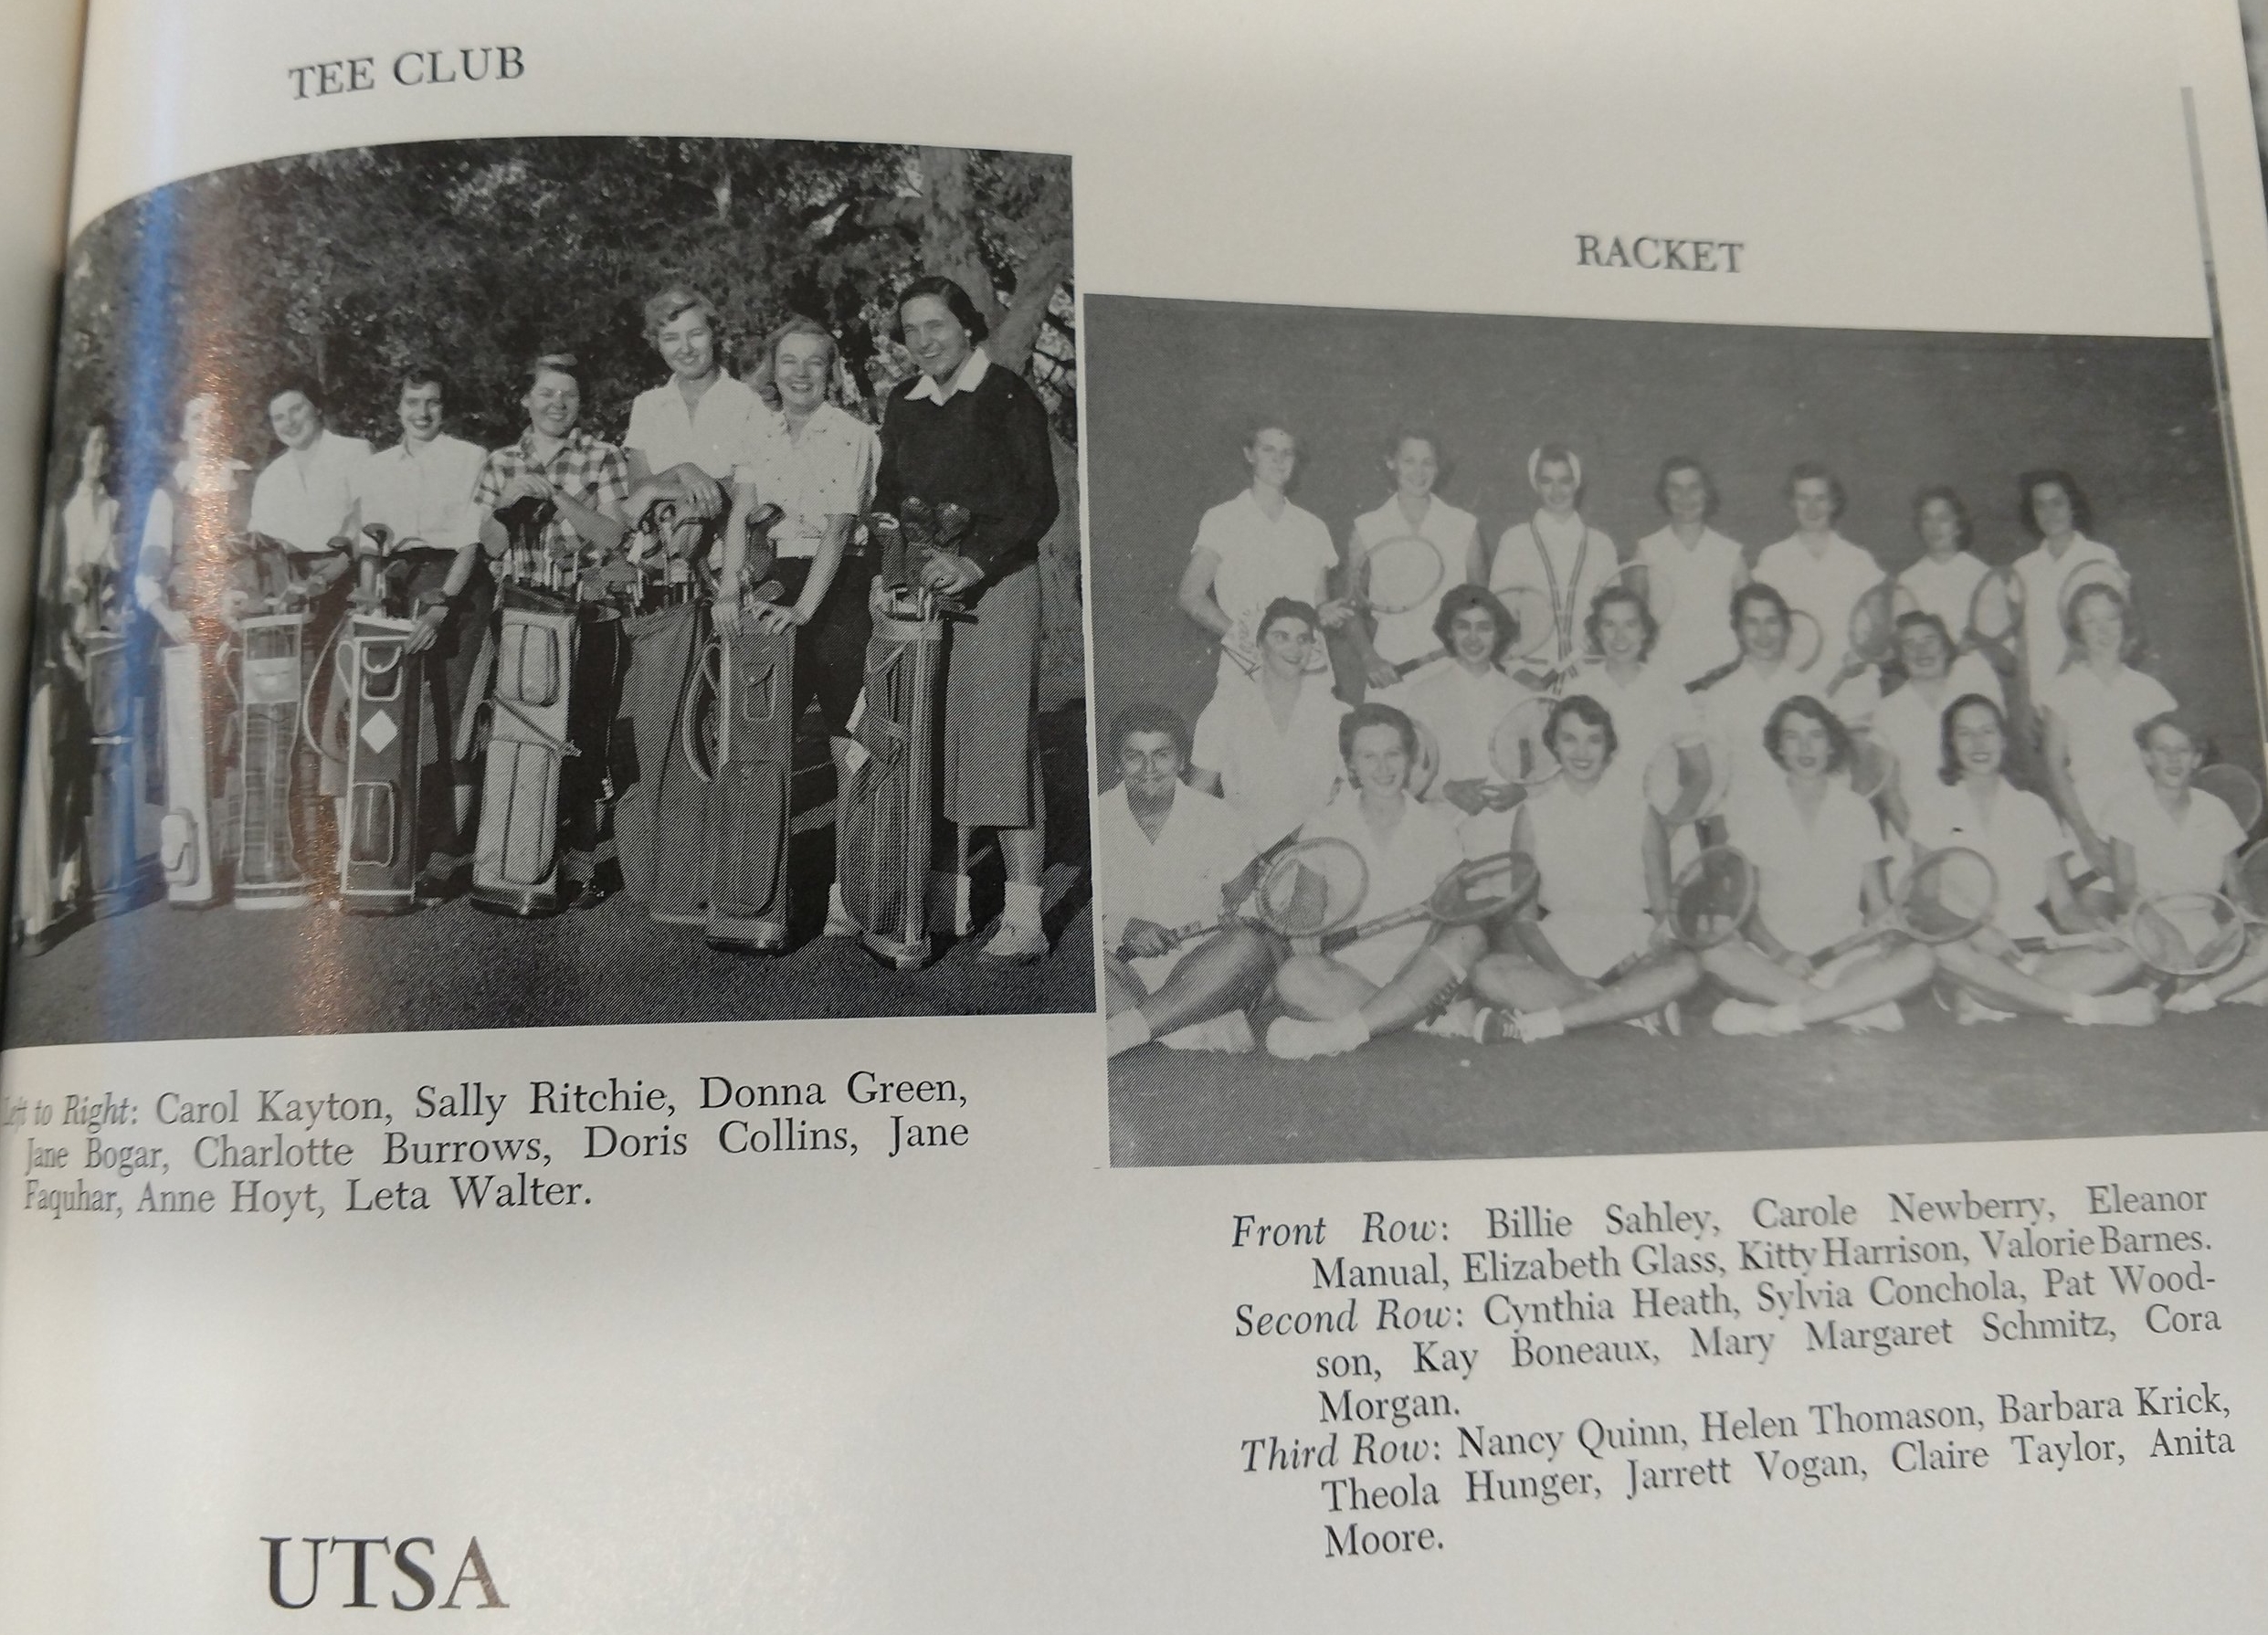 TEE CLUB
RACKET
Left to Right: Carol Kayton, Sally Ritchie, Donna Green,
Jane Bogar, Charlotte Burrows, Doris Collins, Jane
Faquhar, Anne Hoyt, Leta Walter.
Front Row: Billie Sahley, Carole Newberry, Eleanor
Manual, Elizabeth Glass, Kitty Harrison, Valorie Barnes.
Second Row: Cynthia Heath, Sylvia Conchola, Pat Wood-
son, Kay Boneaux, Mary Margaret Schmitz, Cora
Morgan.
Third Row: Nancy Quinn, Helen Thomason, Barbara Krick,
Theola Hunger, Jarrett Vogan, Claire Taylor, Anita
Moore.
UTSA